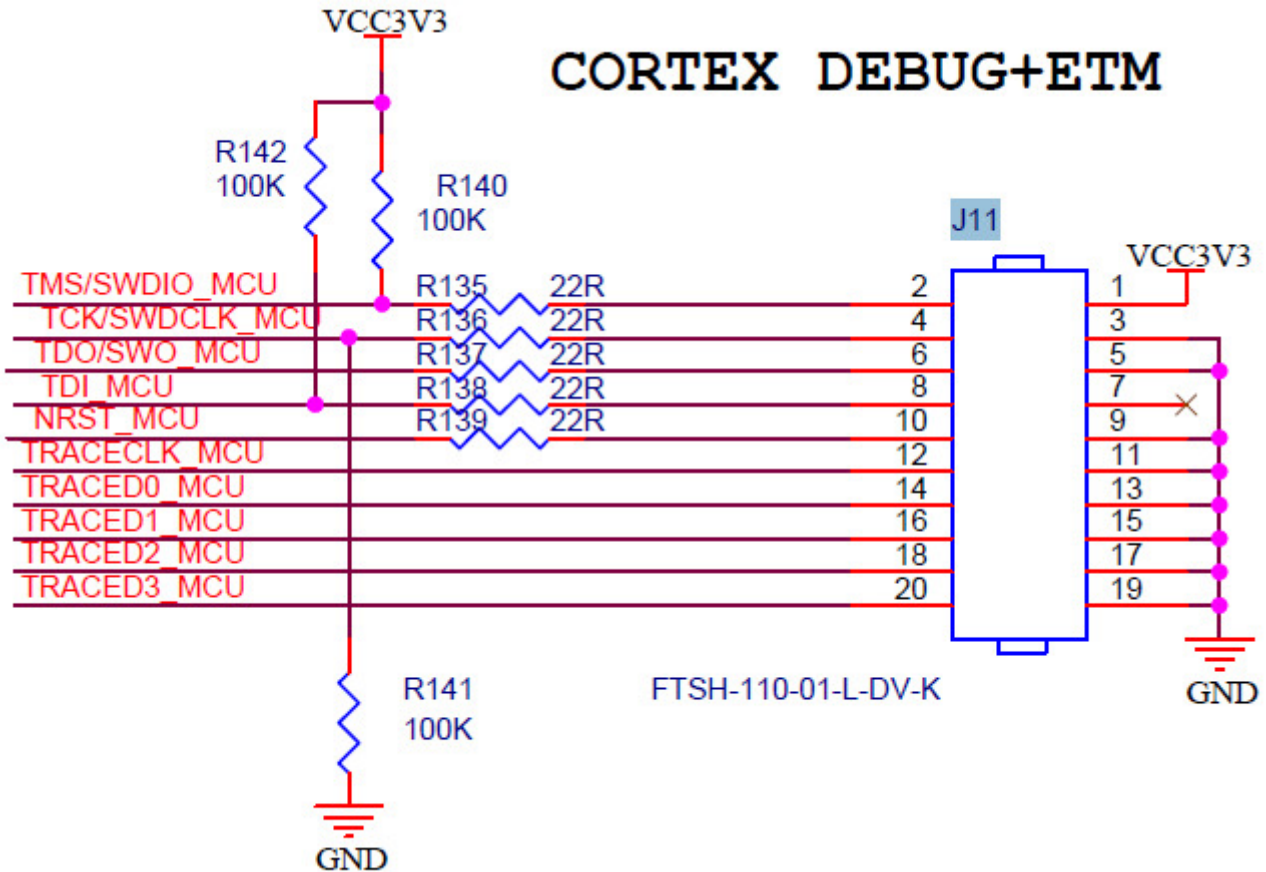 VCC3V3
CORTEX DEBUG+ETM
R142
100K
R140
100K
J11
VCC3V3
TMS/SWDIO_MCU R135 22R 2 1
TCK/SWDCLK_MCU R136 22R 4 3
TDO/SWO_MCU R137 22R 6 5
TDI_MCU R138 22R 8 7
NRST_MCU R139 22R 10 9
TRACECLK_MCU 12 11
TRACED0_MCU 14 13
TRACED1_MCU 16 15
TRACED2_MCU 18 17
TRACED3_MCU 20 19
R141
100K
FTSH-110-01-L-DV-K
GND
GND